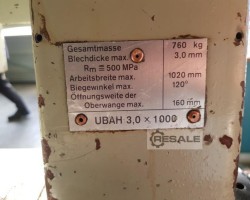 Gesamtmasse 760 kg
Blechdicke max. 3,0 mm
Rm ≅ 500 MPa
Arbeitsbreite max. 1020 mm
Biegewinkel max. 120°
Öffnungsweite der
Oberwange max. 160 mm
UBAH 3,0 × 1000
RESALE